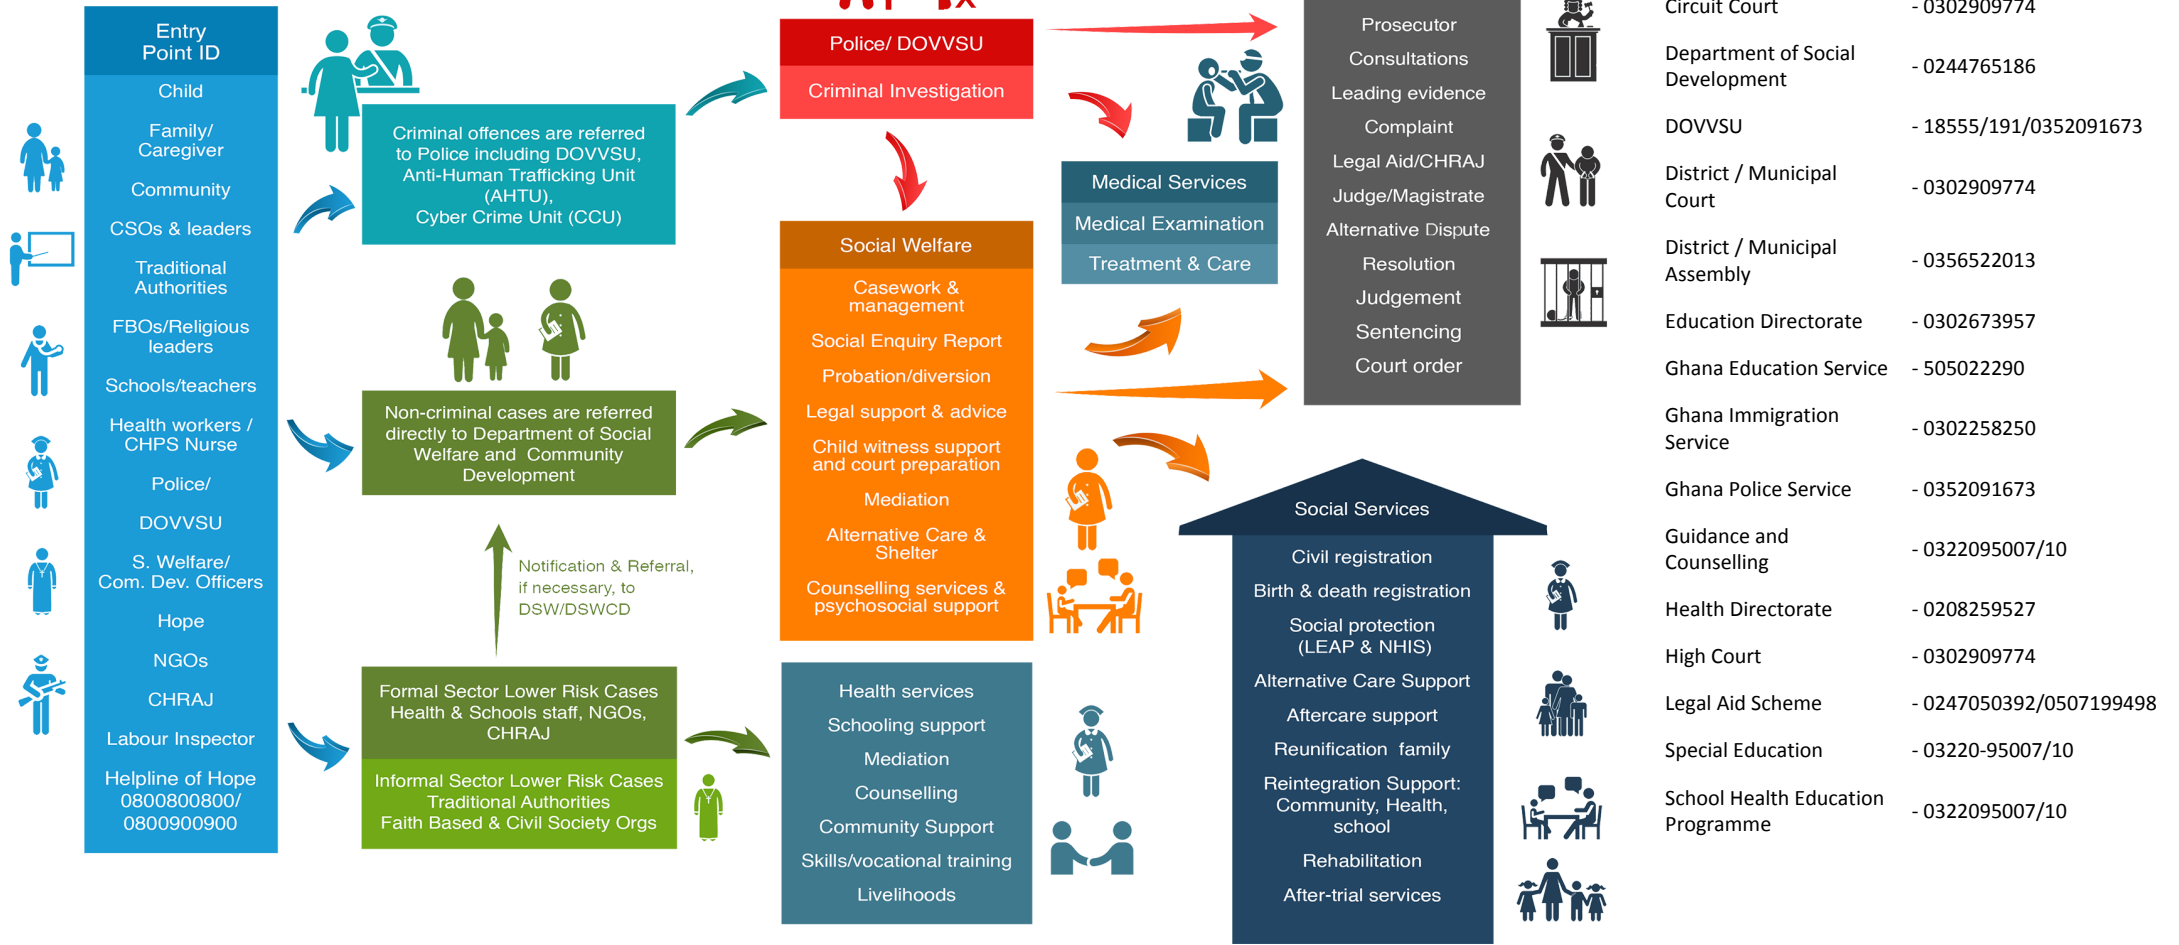 Entry
Point ID
Child
Family/
Caregiver
Community
CSOs & leaders
Traditional
Authorities
FBOs/Religious
leaders
Schools/teachers
Health workers /
CHPS Nurse
Police/
DOVVSU
S. Welfare/
Com. Dev. Officers
Hope
NGOs
CHRAJ
Labour Inspector
Helpline of Hope
0800800800/
0800900900
Criminal offences are referred
to Police including DOVVSU,
Anti-Human Trafficking Unit
(AHTU),
Cyber Crime Unit (CCU)
Non-criminal cases are referred
directly to Department of Social
Welfare and Community
Development
Notification & Referral,
if necessary, to
DSW/DSWCD
Formal Sector Lower Risk Cases
Health & Schools staff, NGOs,
CHRAJ
Informal Sector Lower Risk Cases
Traditional Authorities
Faith Based & Civil Society Orgs
Police/ DOVVSU
Criminal Investigation
Social Welfare
Casework &
management
Social Enquiry Report
Probation/diversion
Legal support & advice
Child witness support
and court preparation
Mediation
Alternative Care &
Shelter
Counselling services &
psychosocial support
Health services
Schooling support
Mediation
Counselling
Community Support
Skills/vocational training
Livelihoods
Medical Services
Medical Examination
Treatment & Care
Prosecutor
Consultations
Leading evidence
Complaint
Legal Aid/CHRAJ
Judge/Magistrate
Alternative Dispute
Resolution
Judgement
Sentencing
Court order
Social Services
Civil registration
Birth & death registration
Social protection
(LEAP & NHIS)
Alternative Care Support
Aftercare support
Reunification family
Reintegration Support:
Community, Health,
school
Rehabilitation
After-trial services
Circuit Court - 0302909774
Department of Social
Development - 0244765186
DOVVSU - 18555/191/0352091673
District / Municipal
Court - 0302909774
District / Municipal
Assembly - 0356522013
Education Directorate - 0302673957
Ghana Education Service - 505022290
Ghana Immigration
Service - 0302258250
Ghana Police Service - 0352091673
Guidance and
Counselling - 0322095007/10
Health Directorate - 0208259527
High Court - 0302909774
Legal Aid Scheme - 0247050392/0507199498
Special Education - 03220-95007/10
School Health Education
Programme - 0322095007/10